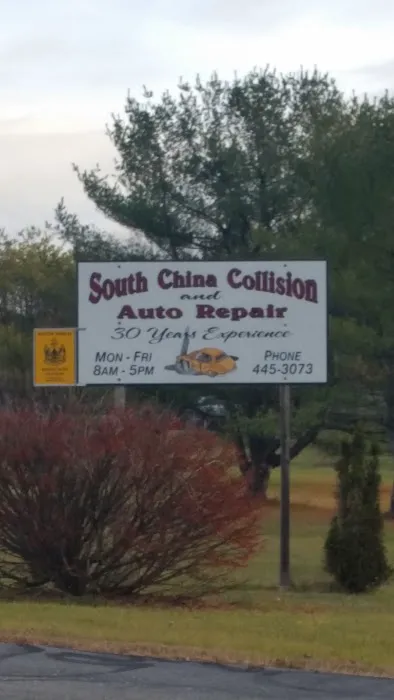 South China Collision
and
Auto Repair
30 Years Experience
MON - FRI
8AM - 5PM
PHONE
445-3073